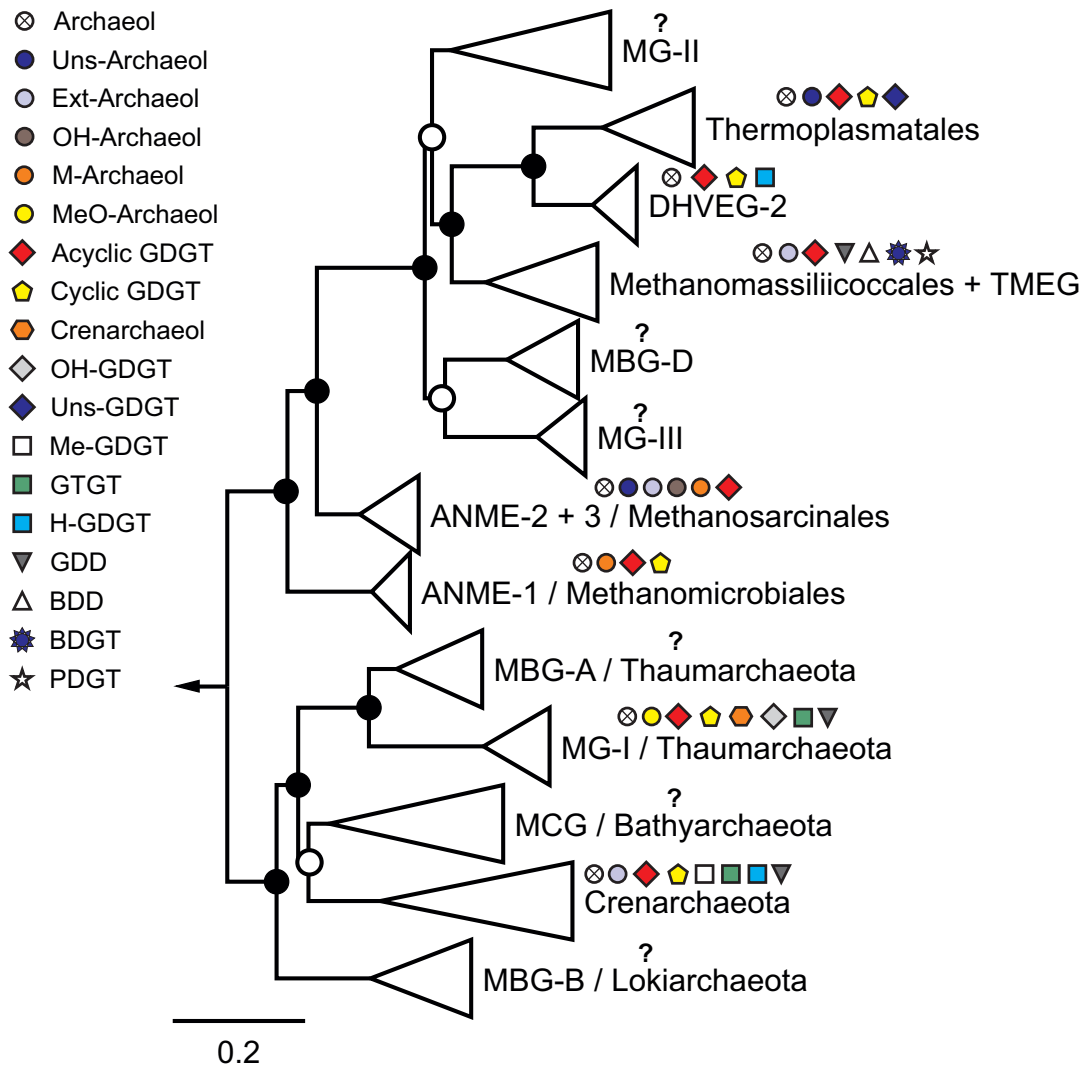 Archaeol
Uns-Archaeol
Ext-Archaeol
OH-Archaeol
M-Archaeol
MeO-Archaeol
Acyclic GDGT
Cyclic GDGT
Crenarchaeol
OH-GDGT
Uns-GDGT
Me-GDGT
GTGT
H-GDGT
GDD
BDD
BDGT
PDGT
?
MG-II
Thermoplasmatales
DHVEG-2
Methanomassiliicoccales + TMEG
?
MBG-D
?
MG-III
ANME-2 + 3 / Methanosarcinales
ANME-1 / Methanomicrobiales
?
MBG-A / Thaumarchaeota
MG-I / Thaumarchaeota
?
MCG / Bathyarchaeota
Crenarchaeota
?
MBG-B / Lokiarchaeota
0.2